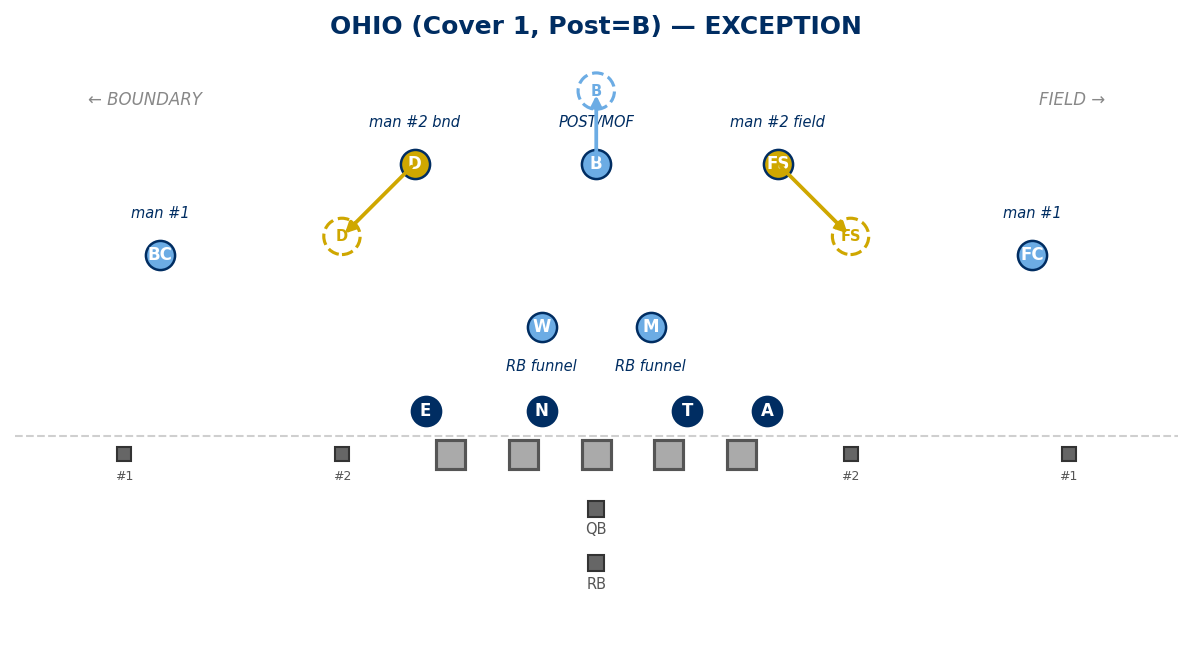 OHIO (Cover 1, Post=B) — EXCEPTION
← BOUNDARY
B
FIELD →
man #2 bnd
POST/MOF
man #2 field
D
B
FS
man #1
man #1
D
FS
BC
FC
W
M
RB funnel
RB funnel
E
N
T
A
#1
#2
#2
#1
QB
RB